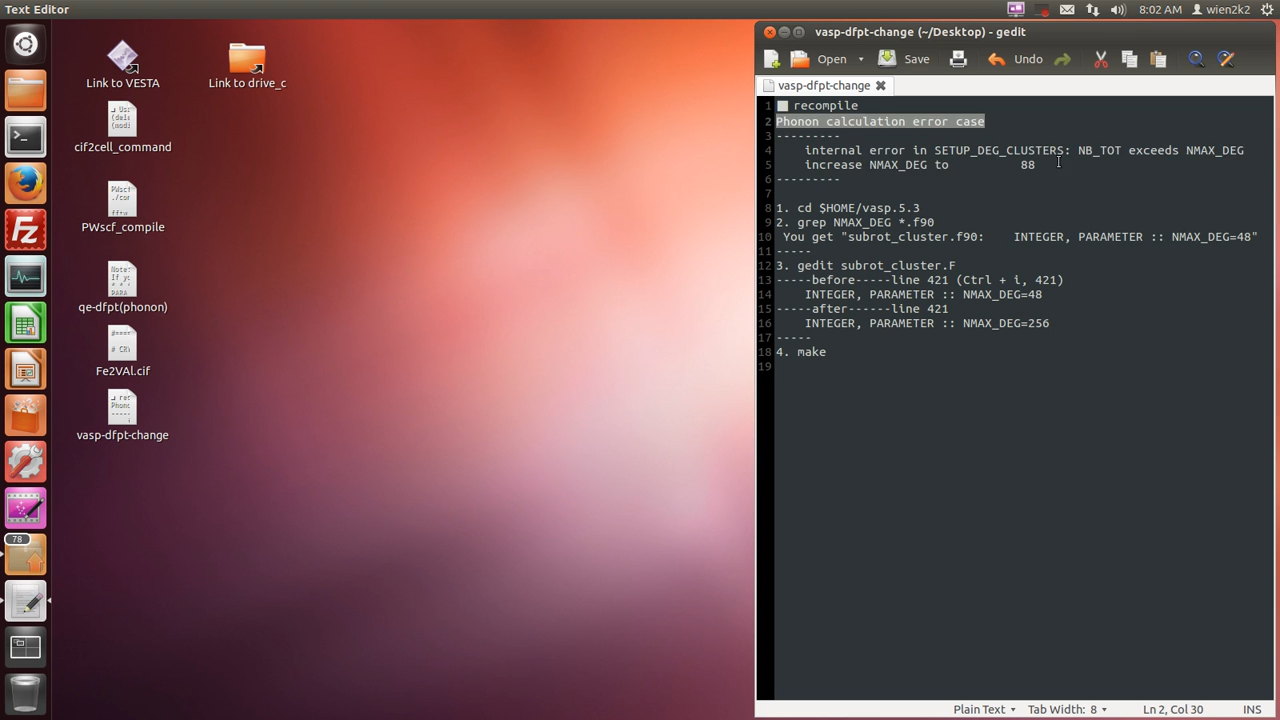 Text Editor
8:02 AM
wien2k2
Link to VESTA
Link to drive_c
cif2cell_command
PWscf_compile
qe-dfpt(phonon)
Fe2VAl.cif
vasp-dfpt-change
78
vasp-dfpt-change (~/Desktop) - gedit
Open
Save
Undo
vasp-dfpt-change
1 recompile
2 Phonon calculation error case
3 ---------
4 internal error in SETUP_DEG_CLUSTERS: NB_TOT exceeds NMAX_DEG
5 increase NMAX_DEG to 88
6 ---------
7
8 1. cd $HOME/vasp.5.3
9 2. grep NMAX_DEG *.f90
10 You get "subrot_cluster.f90: INTEGER, PARAMETER :: NMAX_DEG=48"
11 -----
12 3. gedit subrot_cluster.F
13 -----before-----line 421 (Ctrl + i, 421)
14 INTEGER, PARAMETER :: NMAX_DEG=48
15 -----after------line 421
16 INTEGER, PARAMETER :: NMAX_DEG=256
17 -----
18 4. make
19
Plain Text
Tab Width: 8
Ln 2, Col 30
INS